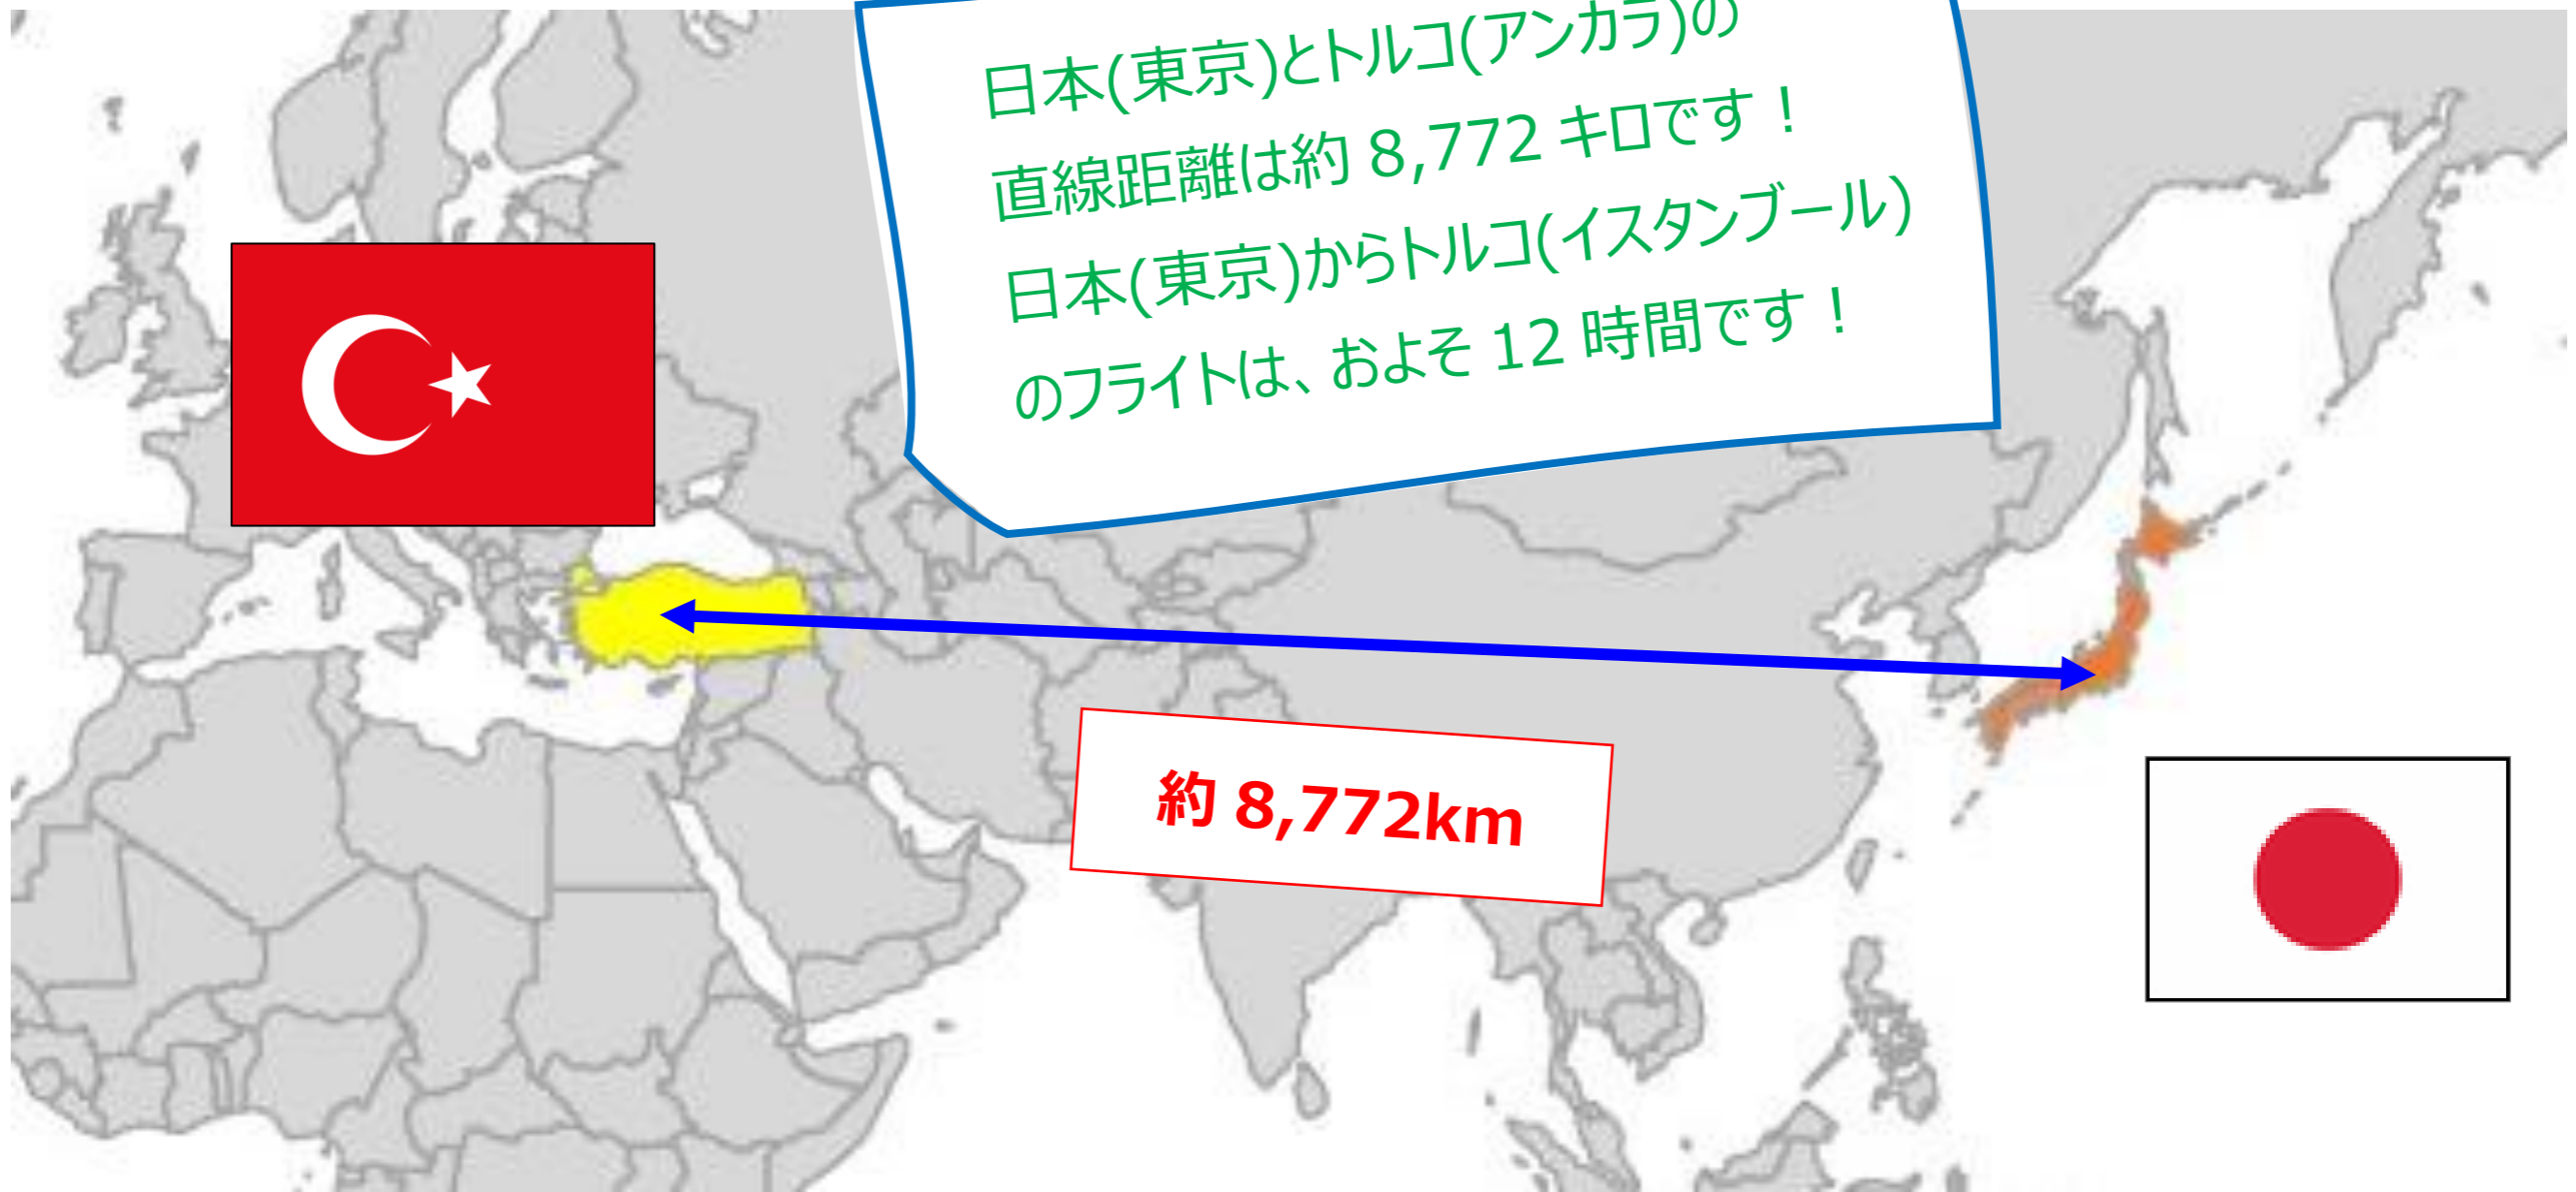 日本(東京)とトルコ(アンカラ)の
直線距離は約 8,772 キロです！
日本(東京)からトルコ(イスタンブール)
のフライトは、およそ 12 時間です！
約 8,772km